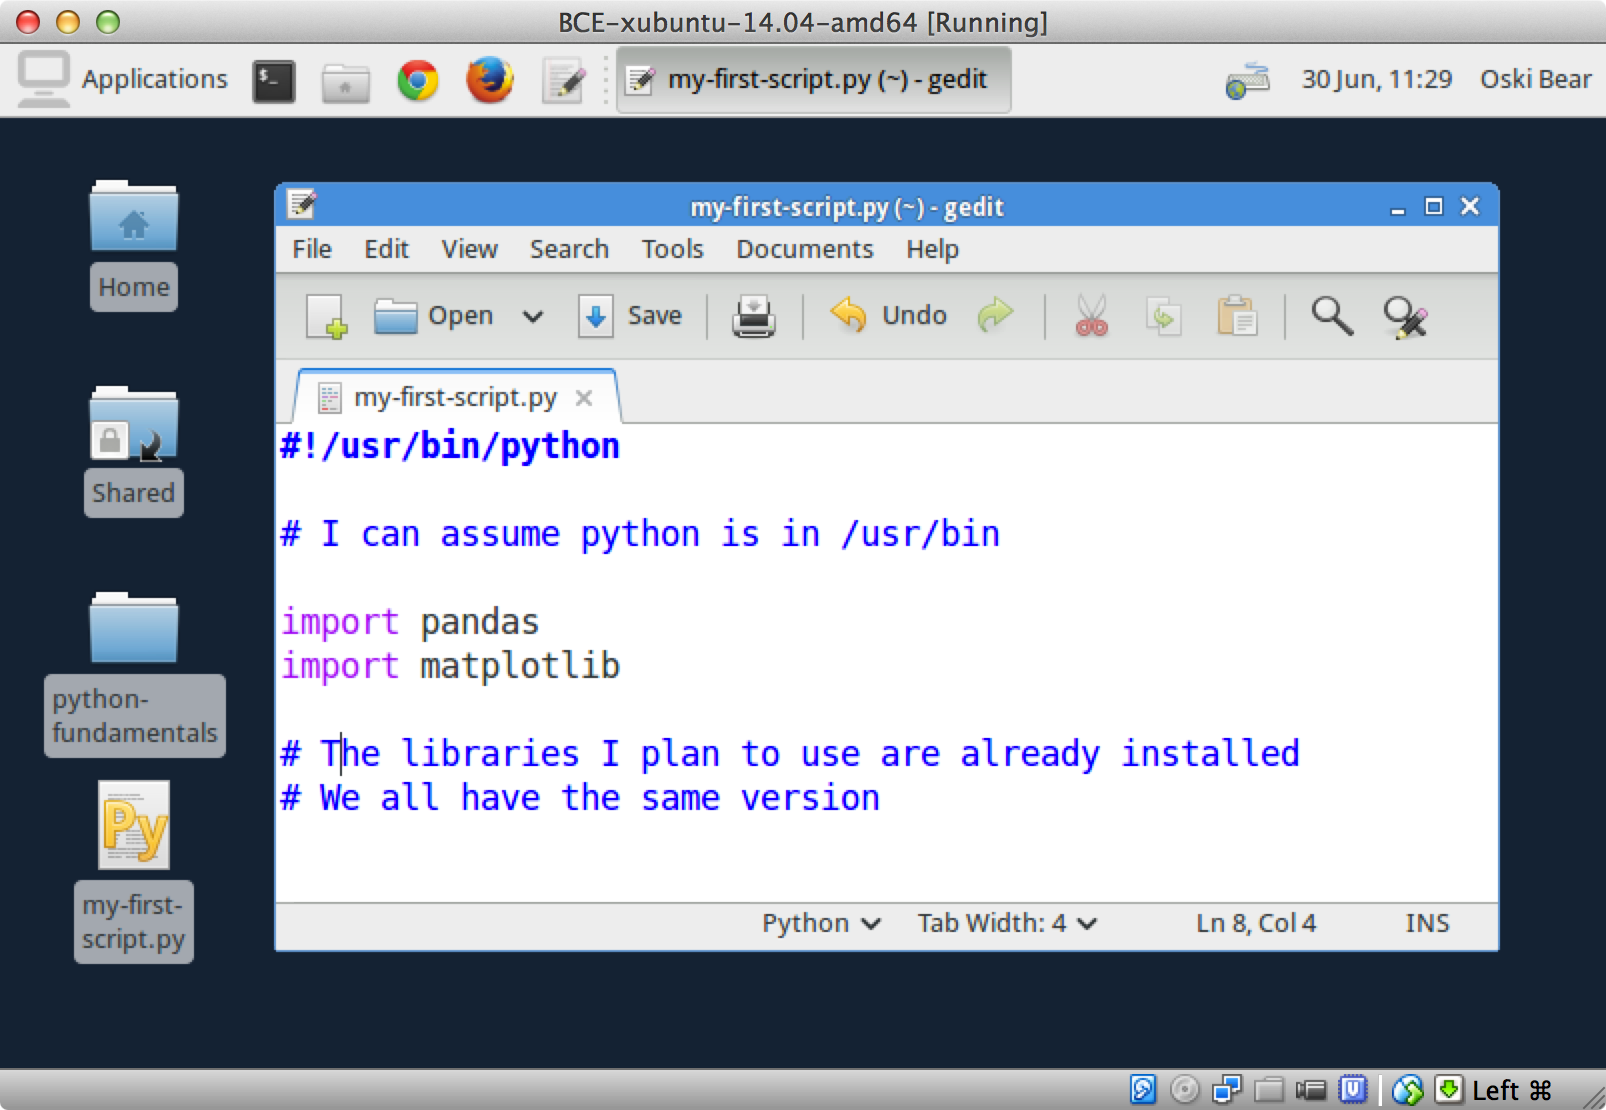 BCE-xubuntu-14.04-amd64 [Running]
Applications
$_
my-first-script.py (~) - gedit
30 Jun, 11:29
Oski Bear
Home
Shared
python-
fundamentals
Py
my-first-
script.py
my-first-script.py (~) - gedit
File Edit View Search Tools Documents Help
Open Save Undo
my-first-script.py
#!/usr/bin/python
# I can assume python is in /usr/bin
import pandas
import matplotlib
# The libraries I plan to use are already installed
# We all have the same version
Python Tab Width: 4 Ln 8, Col 4 INS
Left ⌘